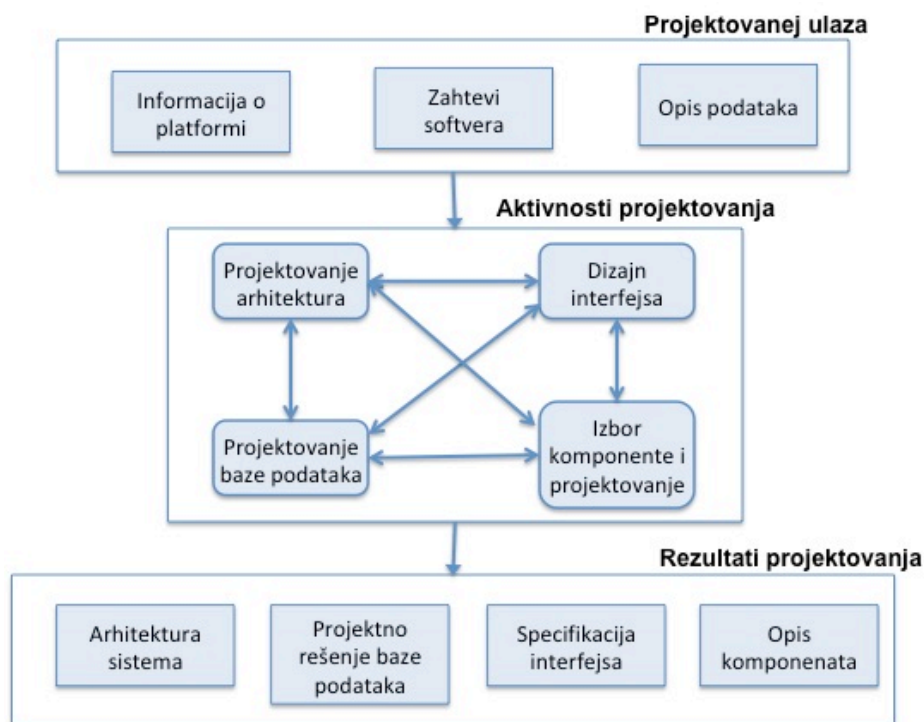 Projektovanej ulaza
Informacija o
platformi
Zahtevi
softvera
Opis podataka
Aktivnosti projektovanja
Projektovanje
arhitektura
Dizajn
interfejsa
Projektovanje
baze podataka
Izbor
komponente i
projektovanje
Rezultati projektovanja
Arhitektura
sistema
Projektno
rešenje baze
podataka
Specifikacija
interfejsa
Opis
komponenata